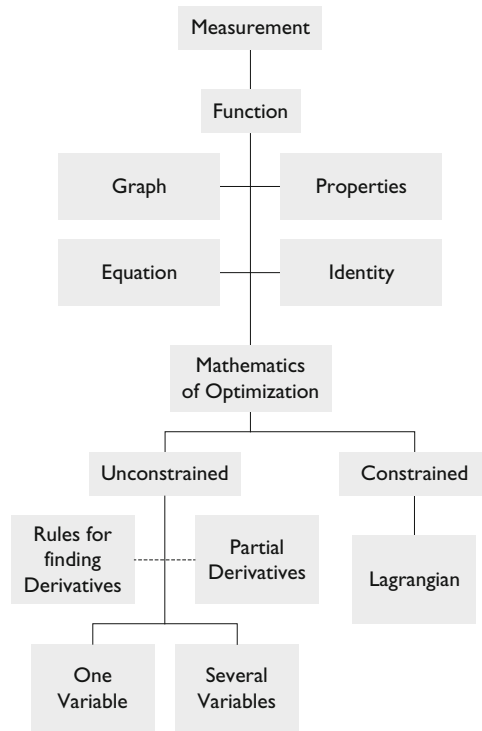 Measurement
Function
Graph
Properties
Equation
Identity
Mathematics
of Optimization
Unconstrained
Constrained
Rules for
finding
Derivatives
Partial
Derivatives
Lagrangian
One
Variable
Several
Variables